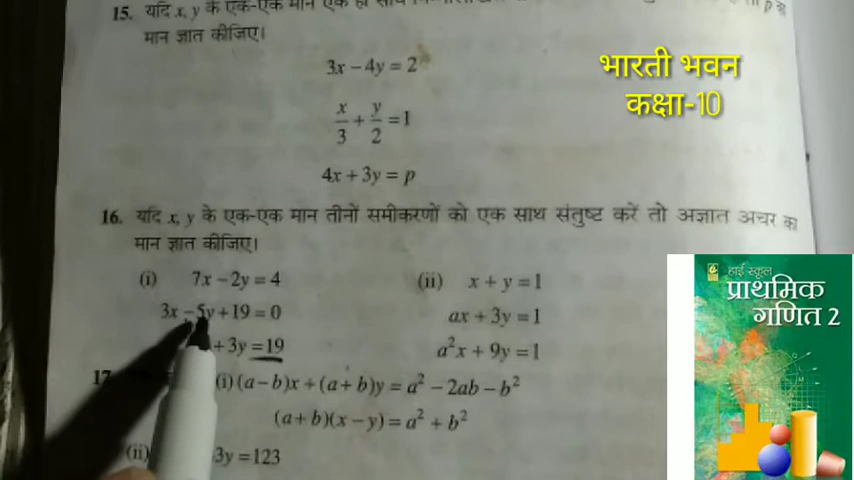 15. यदि x, y के एक-एक मान एक ही साथ
मान ज्ञात कीजिए।
3x − 4y = 2
x/3 + y/2 = 1
4x + 3y = p
16. यदि x, y के एक-एक मान तीनों समीकरणों को एक साथ संतुष्ट करें तो अज्ञात अचर का
मान ज्ञात कीजिए।
(i) 7x − 2y = 4
3x − 5y + 19 = 0
+ 3y = 19
(ii) x + y = 1
ax + 3y = 1
a²x + 9y = 1
17
(i) (a − b)x + (a + b)y = a² − 2ab − b²
(a + b)(x − y) = a² + b²
(ii) 3y = 123
भारती भवन
कक्षा-10
हाई स्कूल
प्राथमिक
गणित 2